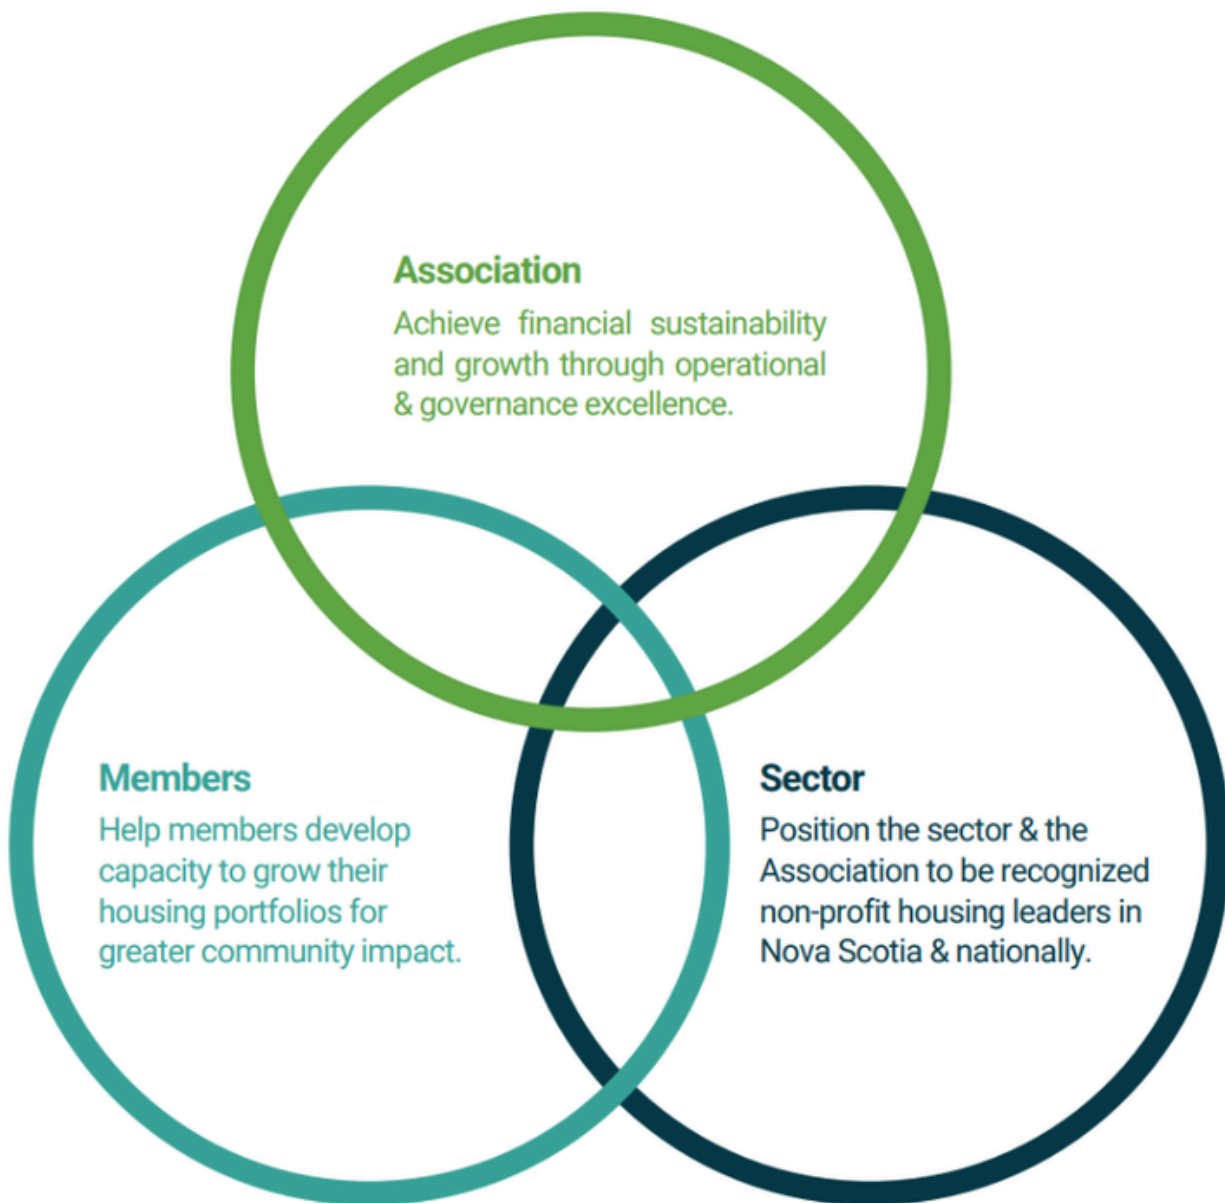 Association
Achieve financial sustainability
and growth through operational
& governance excellence.
Members
Help members develop
capacity to grow their
housing portfolios for
greater community impact.
Sector
Position the sector & the
Association to be recognized
non-profit housing leaders in
Nova Scotia & nationally.